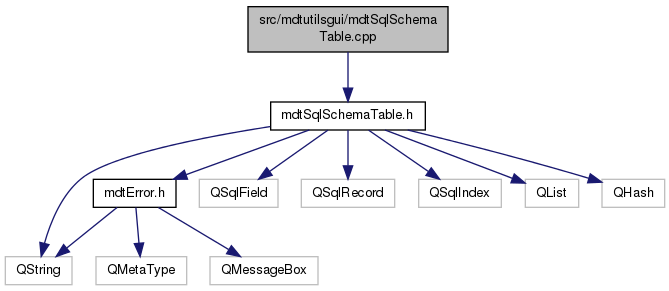 src/mdtutilsgui/mdtSqlSchema
Table.cpp
mdtSqlSchemaTable.h
mdtError.h
QSqlField
QSqlRecord
QSqlIndex
QList
QHash
QString
QMetaType
QMessageBox